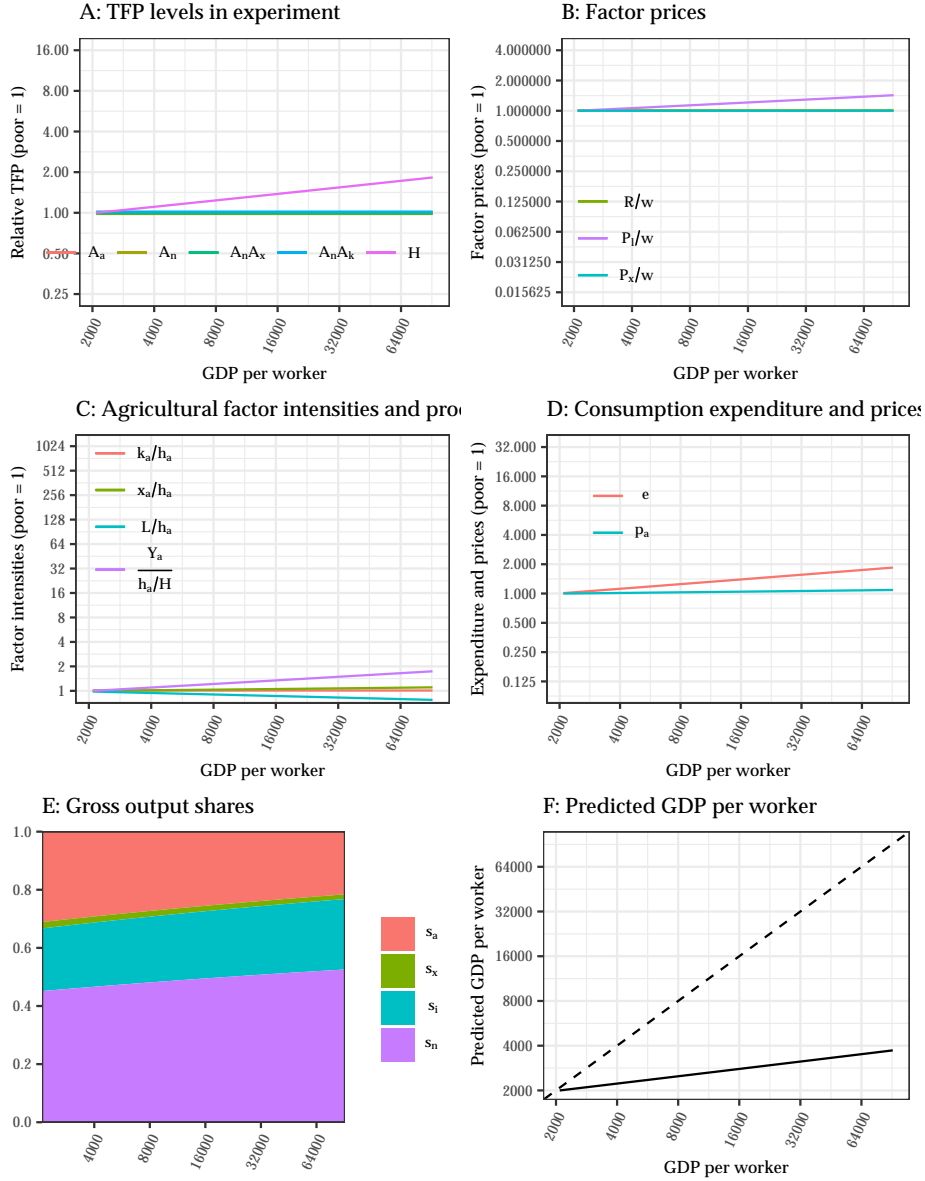 A: TFP levels in experiment
Relative TFP (poor = 1)
16.00
8.00
4.00
2.00
1.00
0.50
0.25
Aₐ Aₙ AₙAₓ AₙAₖ H
2000 4000 8000 16000 32000 64000
GDP per worker
B: Factor prices
Factor prices (poor = 1)
4.000000
2.000000
1.000000
0.500000
0.250000
0.125000
0.062500
0.031250
0.015625
R/w
Pₗ/w
Pₓ/w
2000 4000 8000 16000 32000 64000
GDP per worker
C: Agricultural factor intensities and pro
Factor intensities (poor = 1)
1024
512
256
128
64
32
16
8
4
2
1
kₐ/hₐ
xₐ/hₐ
L/hₐ
Yₐ
hₐ/H
2000 4000 8000 16000 32000 64000
GDP per worker
D: Consumption expenditure and prices
Expenditure and prices (poor = 1)
32.000
16.000
8.000
4.000
2.000
1.000
0.500
0.250
0.125
e
pₐ
2000 4000 8000 16000 32000 64000
GDP per worker
E: Gross output shares
1.0
0.8
0.6
0.4
0.2
0.0
4000 8000 16000 32000 64000
sₐ
sₓ
sᵢ
sₙ
F: Predicted GDP per worker
Predicted GDP per worker
64000
32000
16000
8000
4000
2000
2000 4000 8000 16000 32000 64000
GDP per worker